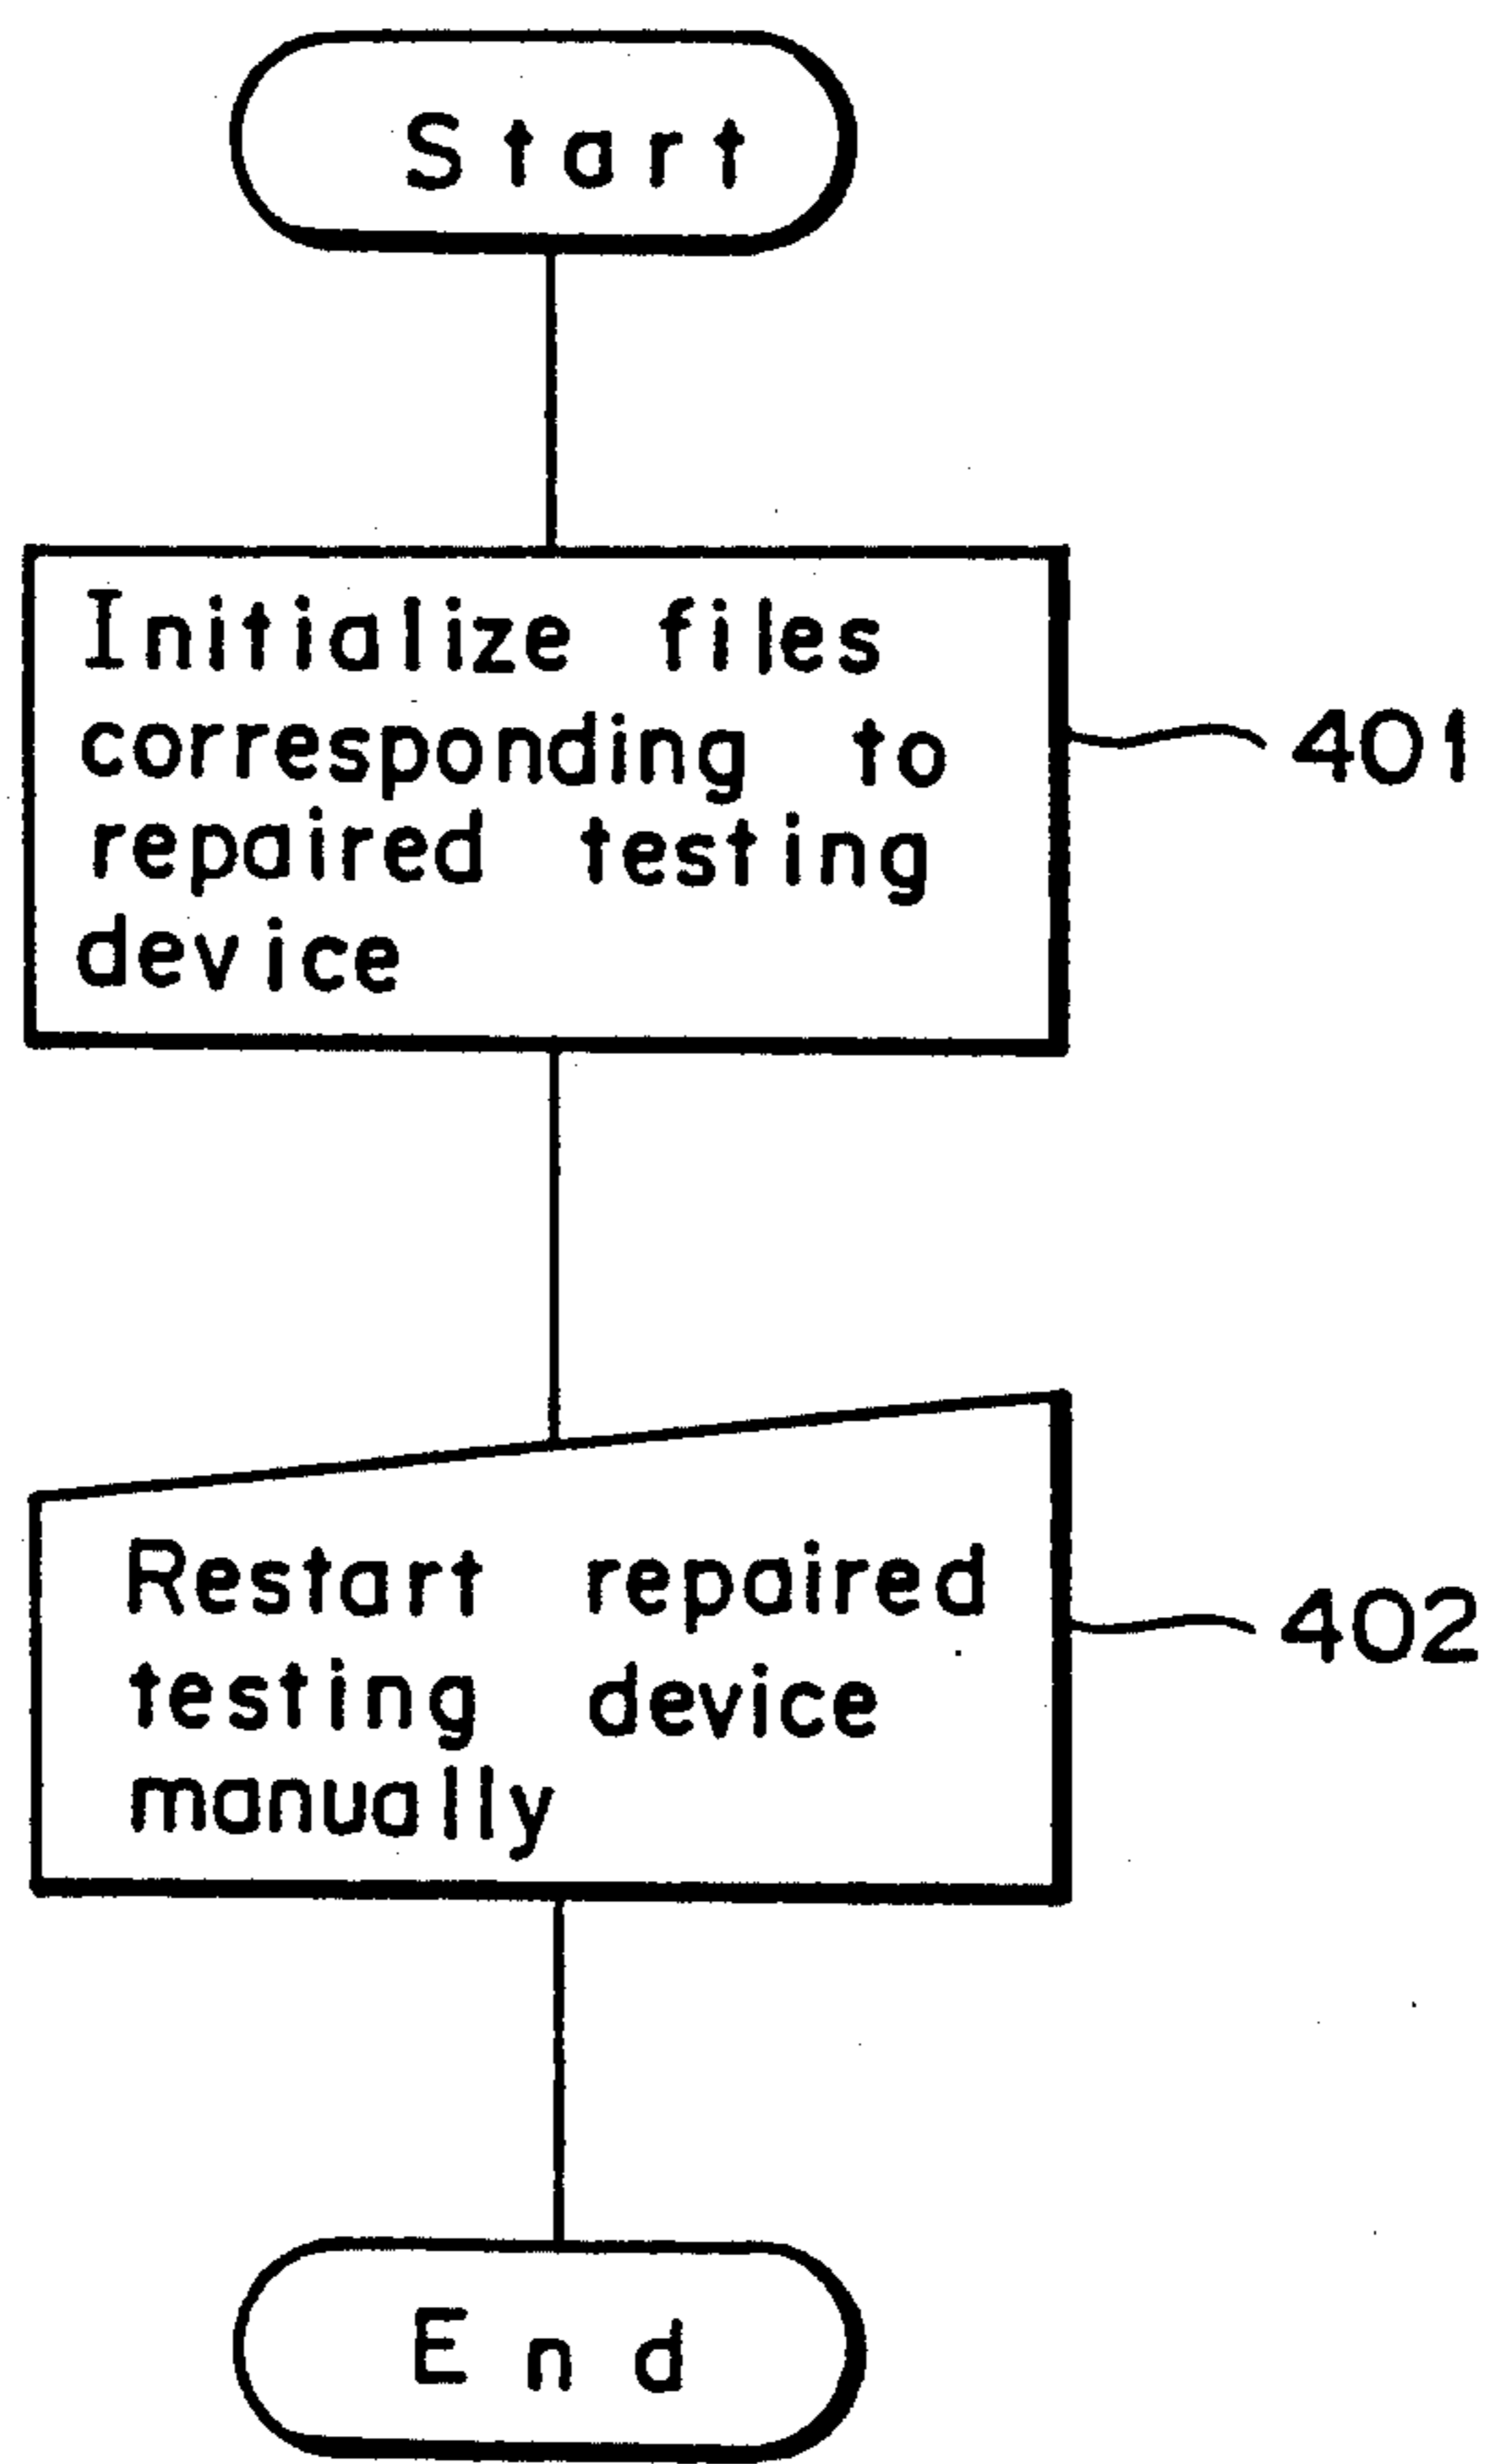 Start
Initialize files
corresponding to
repaired testing
device
401
Restart repaired
testing device
manually
402
End